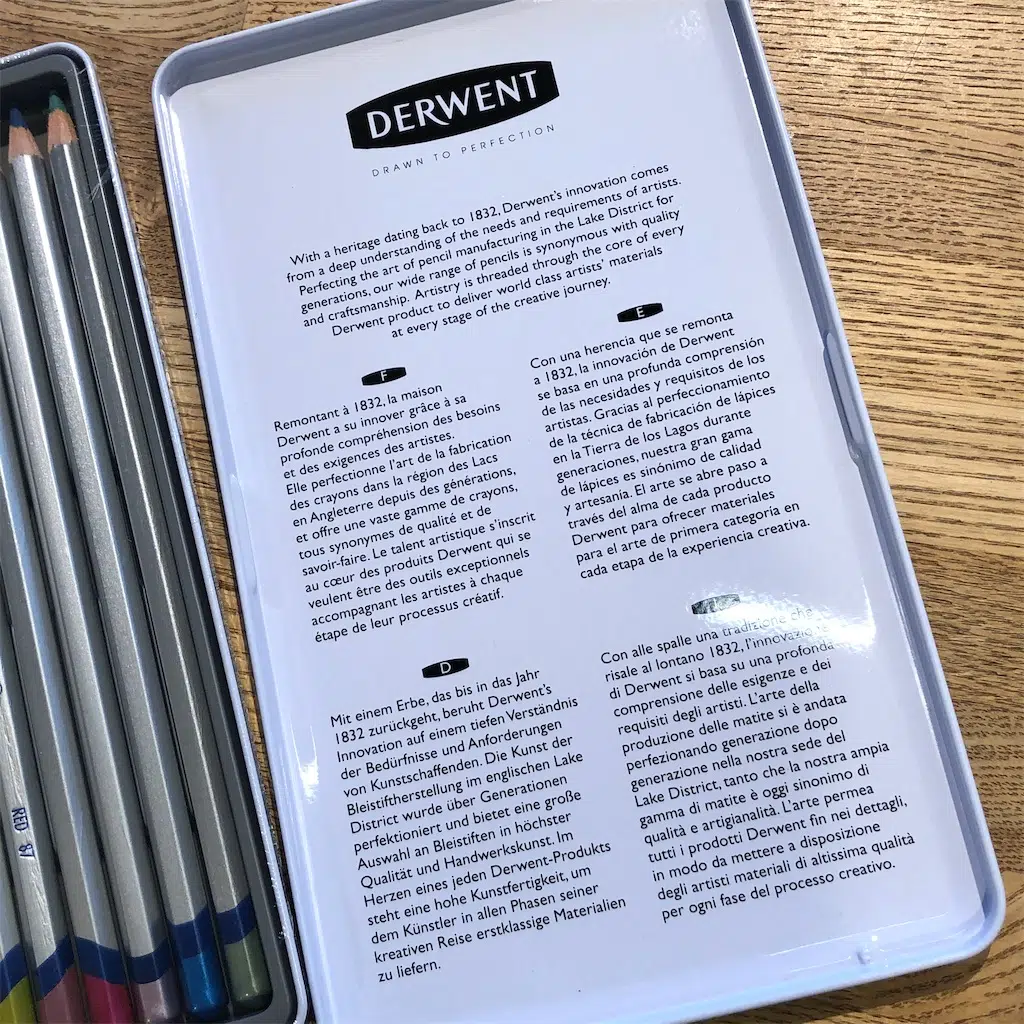 DERWENT
DRAWN TO PERFECTION
With a heritage dating back to 1832, Derwent's innovation comes
from a deep understanding of the needs and requirements of artists.
Perfecting the art of pencil manufacturing in the Lake District for
generations, our wide range of pencils is synonymous with quality
and craftsmanship. Artistry is threaded through the core of every
Derwent product to deliver world class artists' materials
at every stage of the creative journey.
F
Remontant à 1832, la maison
Derwent a su innover grâce à sa
profonde compréhension des besoins
et des exigences des artistes.
Elle perfectionne l'art de la fabrication
des crayons dans la région des Lacs
en Angleterre depuis des générations,
et offre une vaste gamme de crayons,
tous synonymes de qualité et de
savoir-faire. Le talent artistique s'inscrit
au cœur des produits Derwent qui se
veulent être des outils exceptionnels
accompagnant les artistes à chaque
étape de leur processus créatif.
E
Con una herencia que se remonta
a 1832, la innovación de Derwent
se basa en una profunda comprensión
de las necesidades y requisitos de los
artistas. Gracias al perfeccionamiento
de la técnica de fabricación de lápices
en la Tierra de los Lagos durante
generaciones, nuestra gran gama
de lápices es sinónimo de calidad
y artesanía. El arte se abre paso a
través del alma de cada producto
Derwent para ofrecer materiales
para el arte de primera categoría en
cada etapa de la experiencia creativa.
D
Mit einem Erbe, das bis in das Jahr
1832 zurückgeht, beruht Derwent's
Innovation auf einem tiefen Verständnis
der Bedürfnisse und Anforderungen
von Kunstschaffenden. Die Kunst der
Bleistiftherstellung im englischen Lake
District wurde über Generationen
perfektioniert und bietet eine große
Auswahl an Bleistiften in höchster
Qualität und Handwerkskunst. Im
Herzen eines jeden Derwent-Produkts
steht eine hohe Kunstfertigkeit, um
dem Künstler in allen Phasen seiner
kreativen Reise erstklassige Materialien
zu liefern.
Con alle spalle una tradizione che
risale al lontano 1832, l'innovazione
di Derwent si basa su una profonda
comprensione delle esigenze e dei
requisiti degli artisti. L'arte della
produzione delle matite si è andata
perfezionando generazione dopo
generazione nella nostra sede del
Lake District, tanto che la nostra ampia
gamma di matite è oggi sinonimo di
qualità e artigianalità. L'arte permea
tutti i prodotti Derwent fin nei dettagli,
in modo da mettere a disposizione
degli artisti materiali di altissima qualità
per ogni fase del processo creativo.
RED